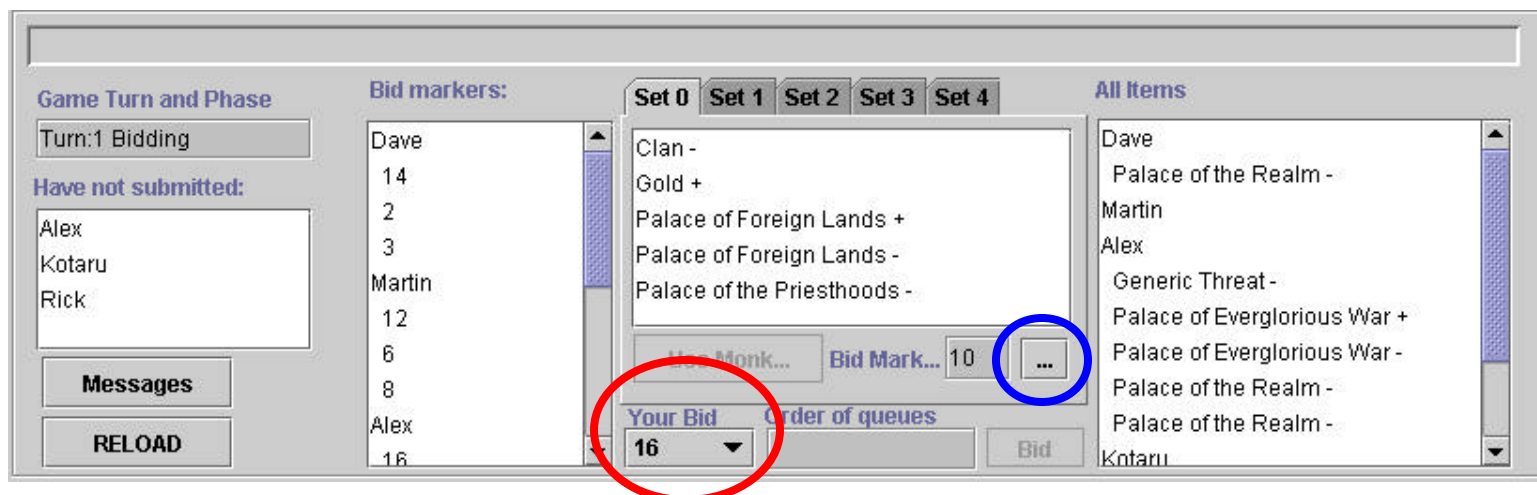 Game Turn and Phase
Turn:1 Bidding
Have not submitted:
Alex
Kotaru
Rick
Messages
RELOAD
Bid markers:
Dave
14
2
3
Martin
12
6
8
Alex
16
Set 0 Set 1 Set 2 Set 3 Set 4
Clan -
Gold +
Palace of Foreign Lands +
Palace of Foreign Lands -
Palace of the Priesthoods -
Use Monk... Bid Mark... 10 ...
Your Bid Order of queues
16 Bid
All Items
Dave
Palace of the Realm -
Martin
Alex
Generic Threat -
Palace of Everglorious War +
Palace of Everglorious War -
Palace of the Realm -
Palace of the Realm -
Kotaru